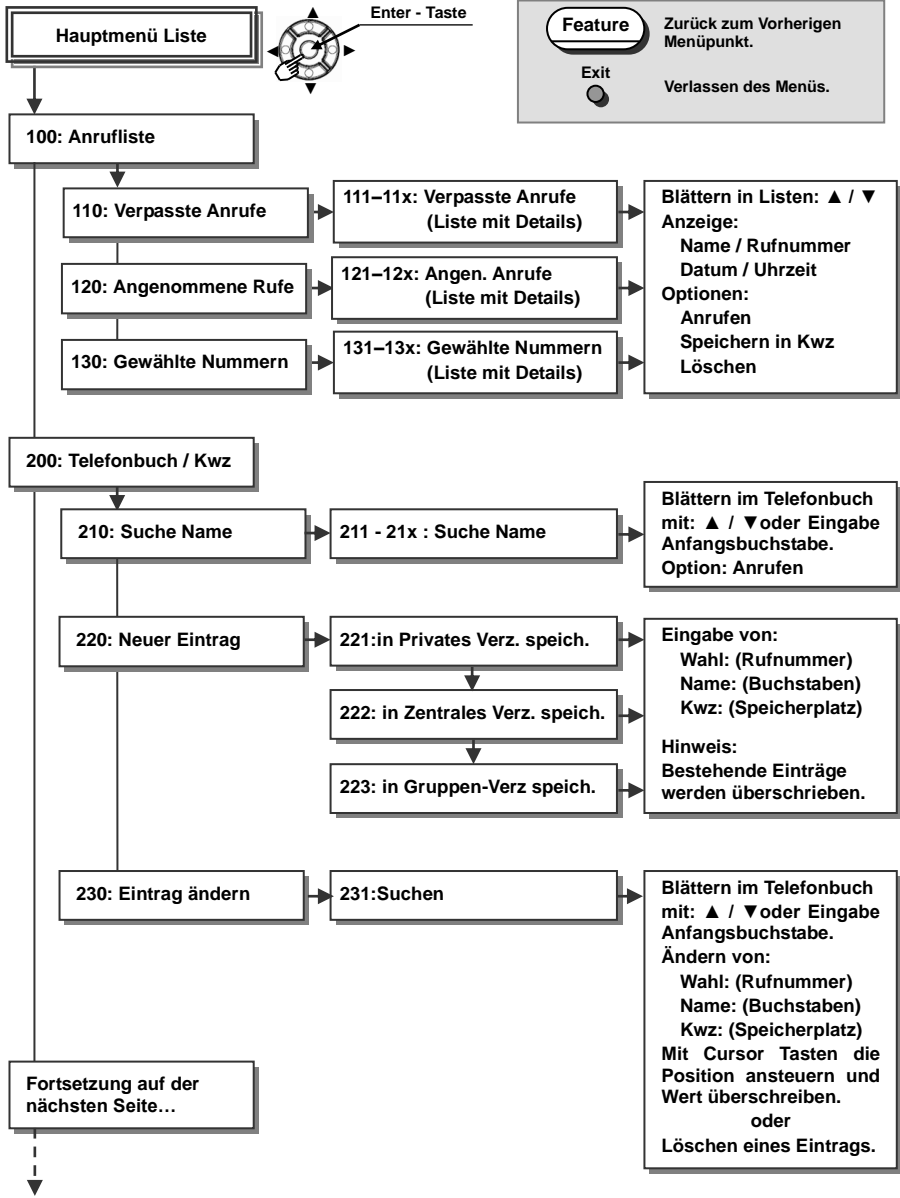 Enter - Taste
Hauptmenü Liste
Feature
Zurück zum Vorherigen
Menüpunkt.
Exit
Verlassen des Menüs.
100: Anrufliste
110: Verpasste Anrufe
111–11x: Verpasste Anrufe
(Liste mit Details)
120: Angenommene Rufe
121–12x: Angen. Anrufe
(Liste mit Details)
130: Gewählte Nummern
131–13x: Gewählte Nummern
(Liste mit Details)
Blättern in Listen: ▲ / ▼
Anzeige:
Name / Rufnummer
Datum / Uhrzeit
Optionen:
Anrufen
Speichern in Kwz
Löschen
200: Telefonbuch / Kwz
210: Suche Name
211 - 21x : Suche Name
Blättern im Telefonbuch
mit: ▲ / ▼oder Eingabe
Anfangsbuchstabe.
Option: Anrufen
220: Neuer Eintrag
221:in Privates Verz. speich.
222: in Zentrales Verz. speich.
223: in Gruppen-Verz speich.
Eingabe von:
Wahl: (Rufnummer)
Name: (Buchstaben)
Kwz: (Speicherplatz)
Hinweis:
Bestehende Einträge
werden überschrieben.
230: Eintrag ändern
231:Suchen
Blättern im Telefonbuch
mit: ▲ / ▼oder Eingabe
Anfangsbuchstabe.
Ändern von:
Wahl: (Rufnummer)
Name: (Buchstaben)
Kwz: (Speicherplatz)
Mit Cursor Tasten die
Position ansteuern und
Wert überschreiben.
oder
Löschen eines Eintrags.
Fortsetzung auf der
nächsten Seite…